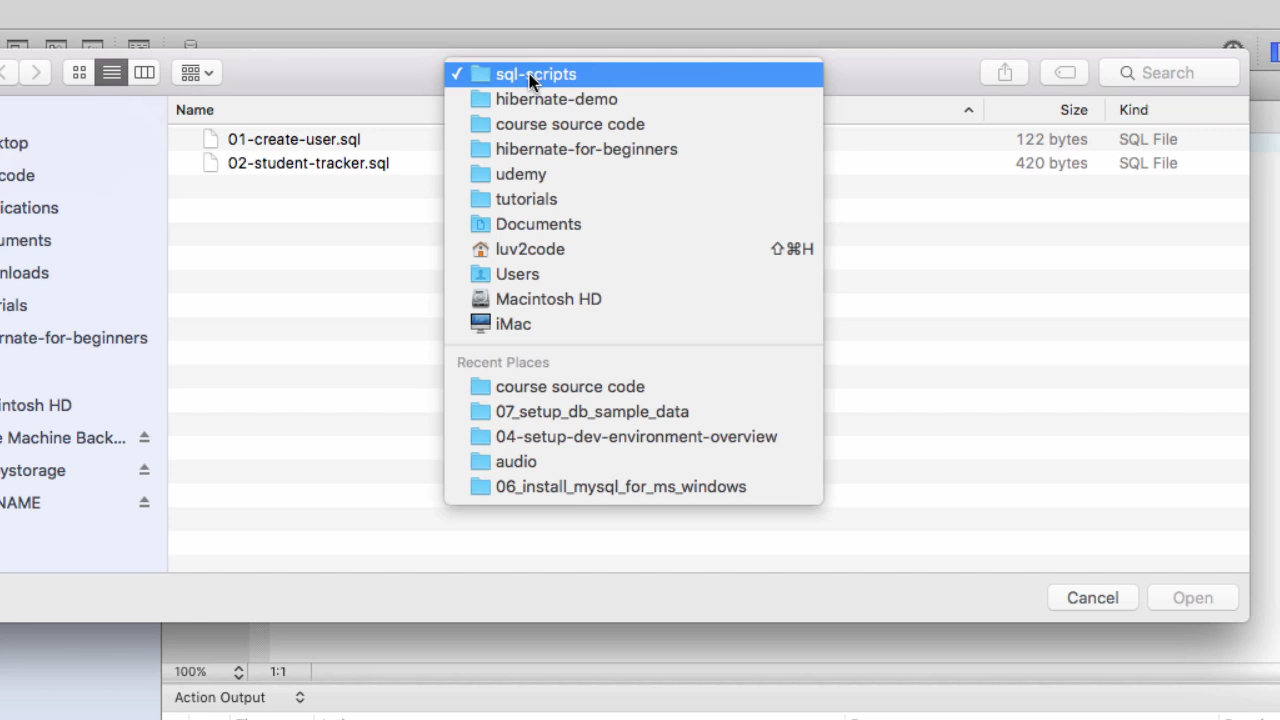 sql-scripts
Search
hibernate-demo
Name
Size
Kind
course source code
01-create-user.sql
122 bytes
SQL File
ktop
hibernate-for-beginners
02-student-tracker.sql
420 bytes
SQL File
code
udemy
ications
tutorials
uments
Documents
luv2code
⇧⌘H
nloads
Users
rials
Macintosh HD
rnate-for-beginners
iMac
Recent Places
course source code
intosh HD
07_setup_db_sample_data
e Machine Back...
04-setup-dev-environment-overview
ystorage
audio
NAME
06_install_mysql_for_ms_windows
Cancel
Open
100%
1:1
Action Output